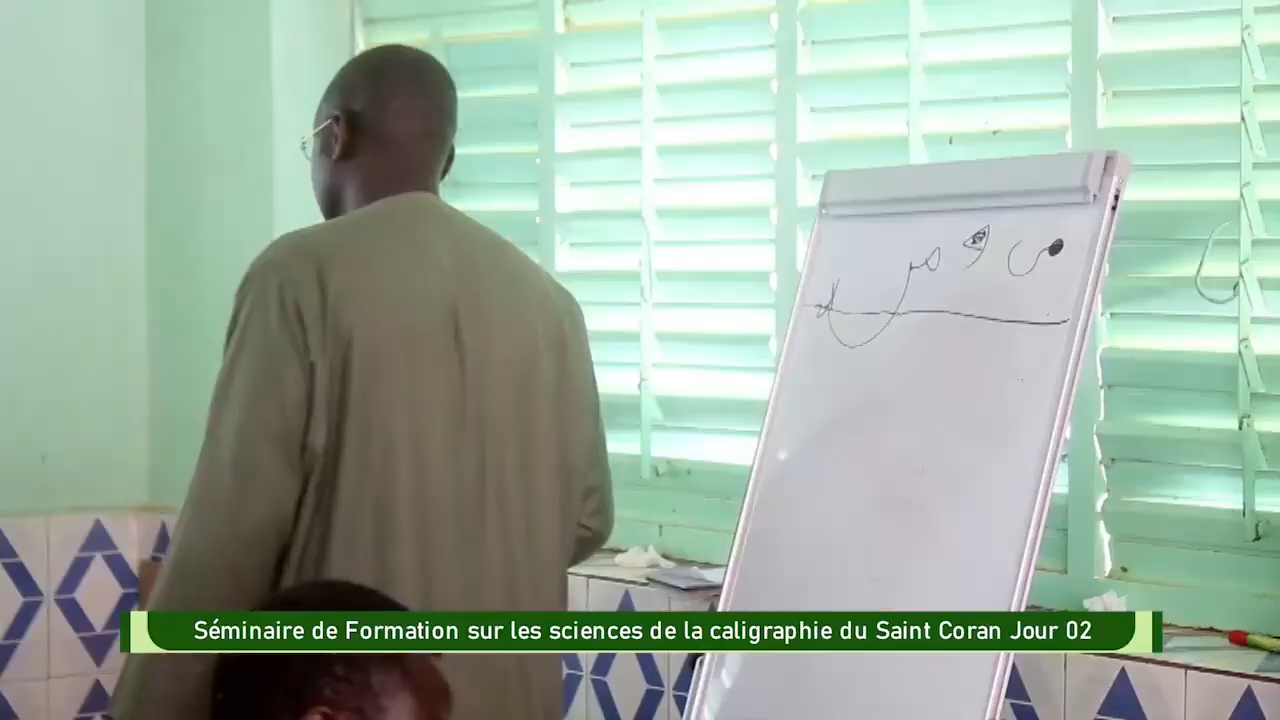 Séminaire de Formation sur les sciences de la caligraphie du Saint Coran Jour 02